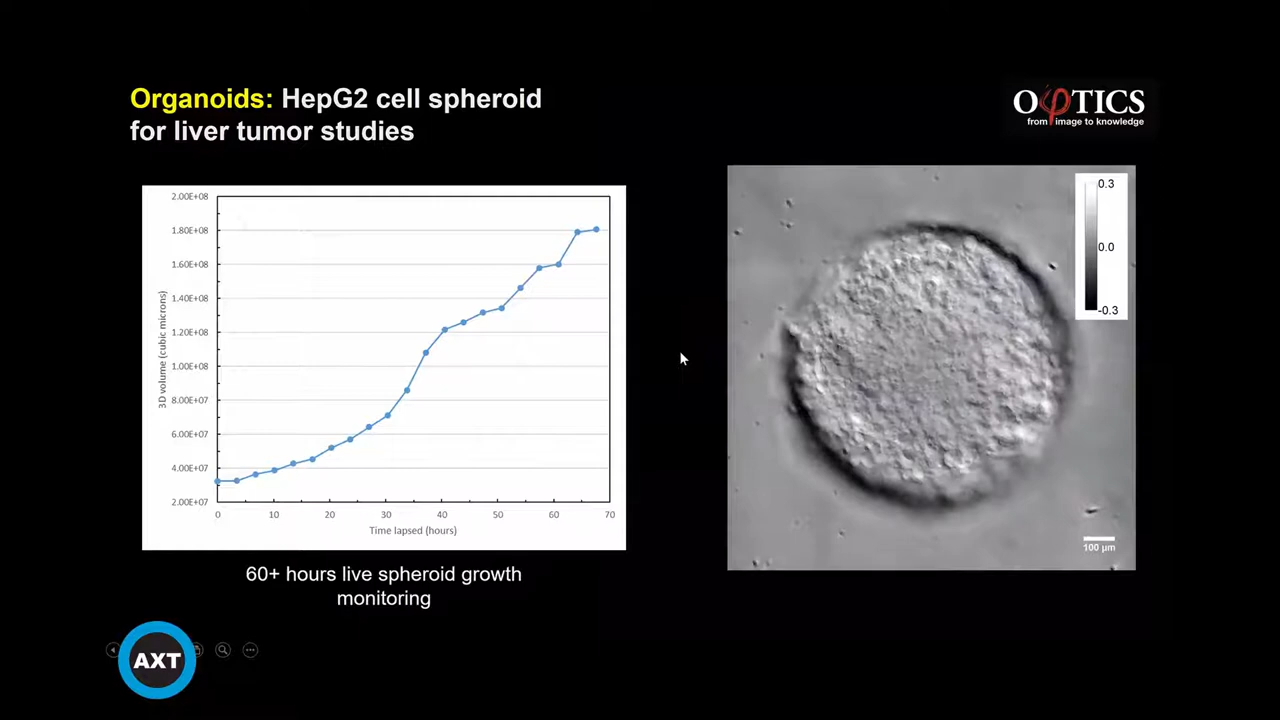 Organoids: HepG2 cell spheroid
for liver tumor studies
OφTICS
from image to knowledge
2.00E+08
1.80E+08
1.60E+08
1.40E+08
1.20E+08
1.00E+08
8.00E+07
6.00E+07
4.00E+07
2.00E+07
3D volume (cubic microns)
0 10 20 30 40 50 60 70
Time lapsed (hours)
0.3
0.0
-0.3
100 µm
60+ hours live spheroid growth
monitoring
AXT